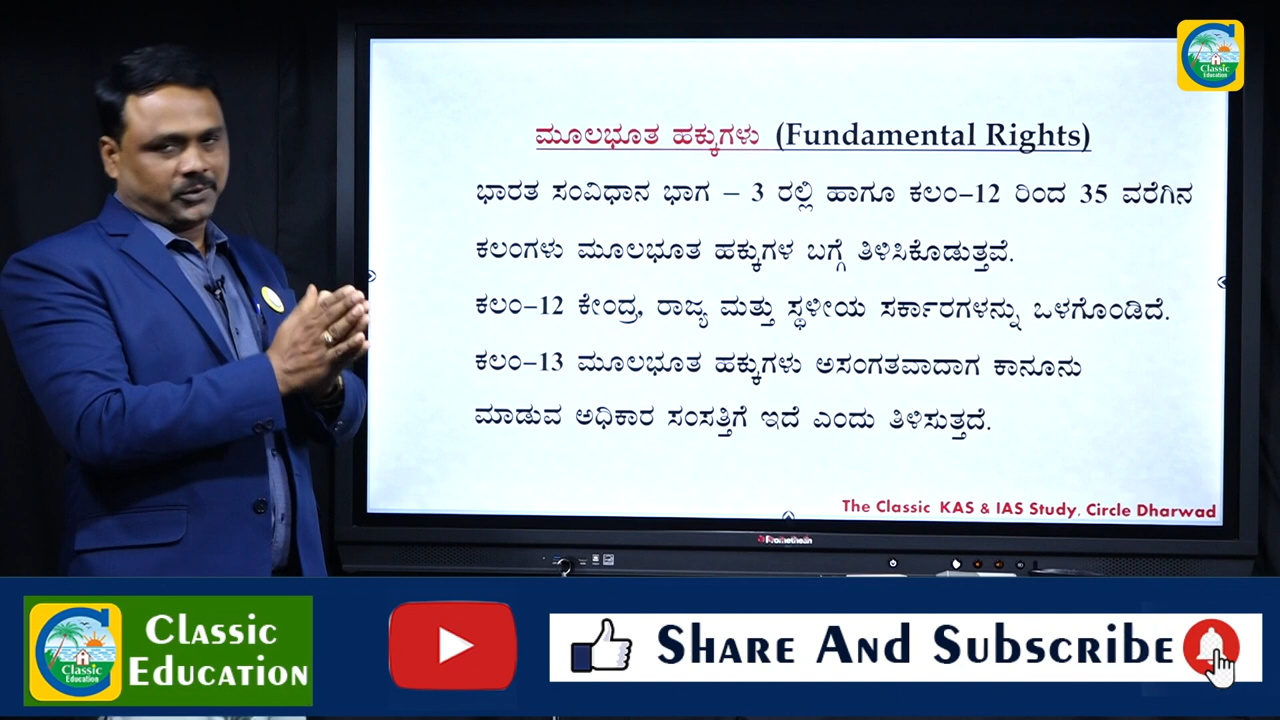 Classic
Education
ಮೂಲಭೂತ ಹಕ್ಕುಗಳು (Fundamental Rights)
ಭಾರತ ಸಂವಿಧಾನ ಭಾಗ – 3 ರಲ್ಲಿ ಹಾಗೂ ಕಲಂ–12 ರಿಂದ 35 ವರೆಗಿನ
ಕಲಂಗಳು ಮೂಲಭೂತ ಹಕ್ಕುಗಳ ಬಗ್ಗೆ ತಿಳಿಸಿಕೊಡುತ್ತವೆ.
ಕಲಂ–12 ಕೇಂದ್ರ, ರಾಜ್ಯ ಮತ್ತು ಸ್ಥಳೀಯ ಸರ್ಕಾರಗಳನ್ನು ಒಳಗೊಂಡಿದೆ.
ಕಲಂ–13 ಮೂಲಭೂತ ಹಕ್ಕುಗಳು ಅಸಂಗತವಾದಾಗ ಕಾನೂನು
ಮಾಡುವ ಅಧಿಕಾರ ಸಂಸತ್ತಿಗೆ ಇದೆ ಎಂದು ತಿಳಿಸುತ್ತದೆ.
The Classic KAS & IAS Study, Circle Dharwad
Promethean
Classic
Education
Classic
Education
Share And Subscribe